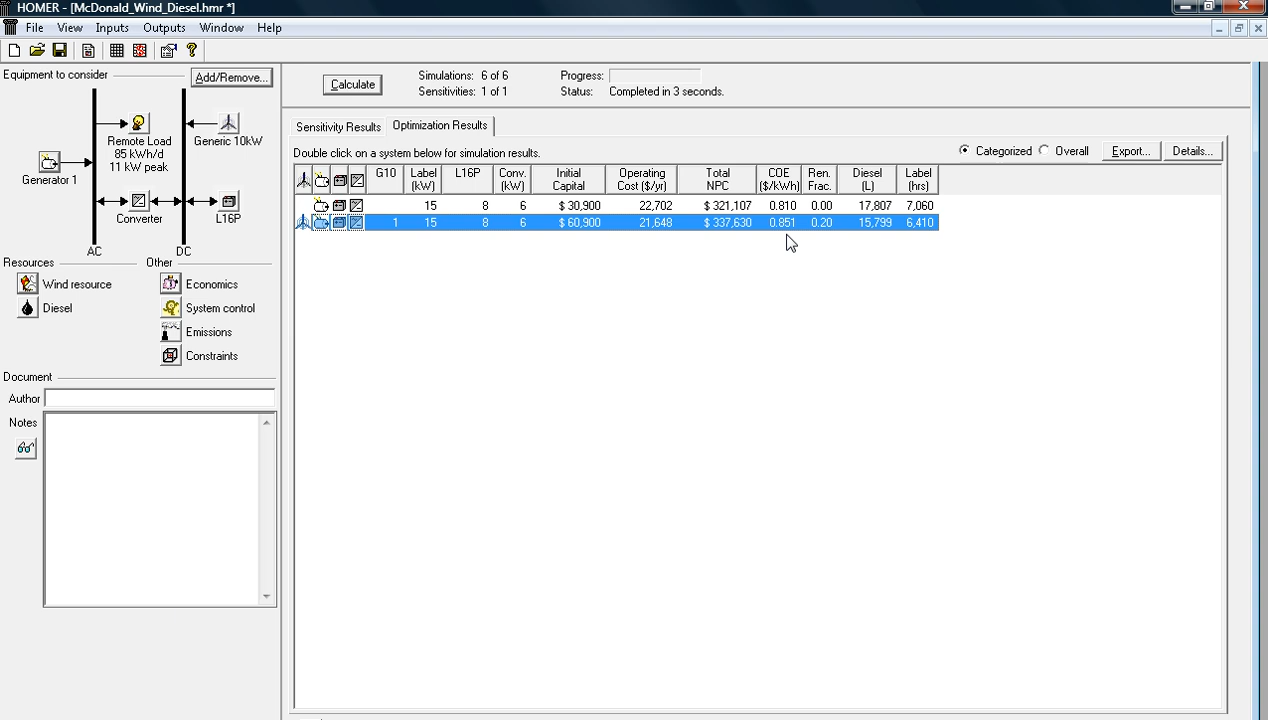 HOMER - [McDonald_Wind_Diesel.hmr *]
File View Inputs Outputs Window Help
Equipment to consider
Add/Remove...
Remote Load
85 kWh/d
11 kW peak
Generic 10kW
Generator 1
Converter
L16P
AC DC
Resources Other
Wind resource Economics
Diesel System control
Emissions
Constraints
Document
Author
Notes
Calculate
Simulations: 6 of 6 Progress:
Sensitivities: 1 of 1 Status: Completed in 3 seconds.
Sensitivity Results Optimization Results
Double click on a system below for simulation results.
Categorized Overall Export... Details...
G10 Label (kW) L16P Conv. (kW) Initial Capital Operating Cost ($/yr) Total NPC COE ($/kWh) Ren. Frac. Diesel (L) Label (hrs)
15 8 6 $ 30,900 22,702 $ 321,107 0.810 0.00 17,807 7,060
1 15 8 6 $ 60,900 21,648 $ 337,630 0.851 0.20 15,799 6,410